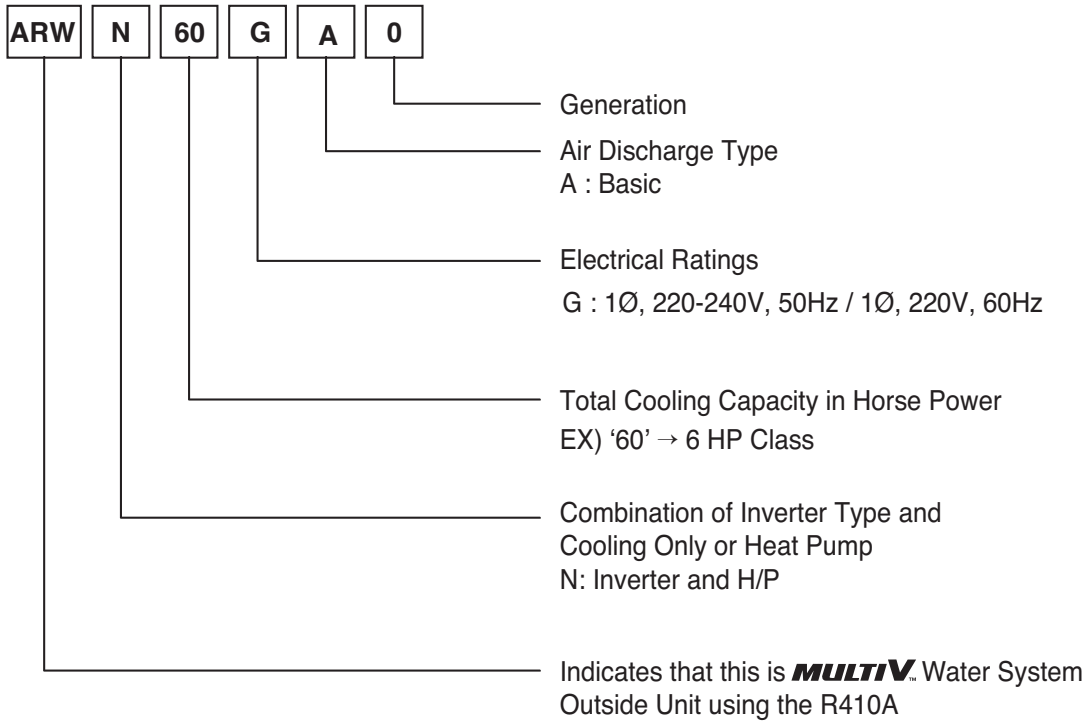 ARW N 60 G A 0
Generation
Air Discharge Type
A : Basic
Electrical Ratings
G : 1Ø, 220-240V, 50Hz / 1Ø, 220V, 60Hz
Total Cooling Capacity in Horse Power
EX) ‘60’ → 6 HP Class
Combination of Inverter Type and
Cooling Only or Heat Pump
N: Inverter and H/P
Indicates that this is MULTI V™ Water System
Outside Unit using the R410A